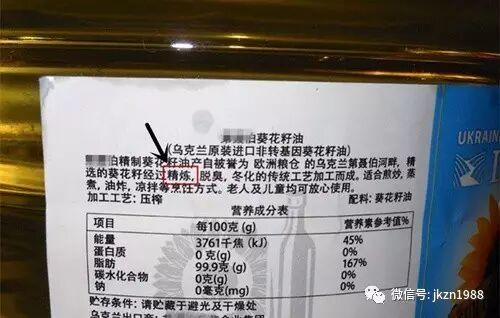 第聂伯葵花籽油
(乌克兰原装进口非转基因葵花籽油)
伯精制葵花籽油产自被誉为 欧洲粮仓 的乌克兰第聂伯河畔，精
选的葵花籽经过精炼，脱臭，冬化的传统工艺加工而成。适合煎炒，蒸
煮，油炸，凉拌等烹饪方式。老人及儿童均可放心使用。
加工工艺：压榨 配料：葵花籽油
营养成分表
项目 每100克(g) 营养素参考值%
能量 3761千焦(kJ) 45%
蛋白质 0 克(g) 0%
脂肪 99.9 克(g) 167%
碳水化合物 0克(g) 0%
钠 0毫克(mg) 0%
贮存条件：请贮藏于避光及干燥处
UKRAIN
微信号: jkzn1988